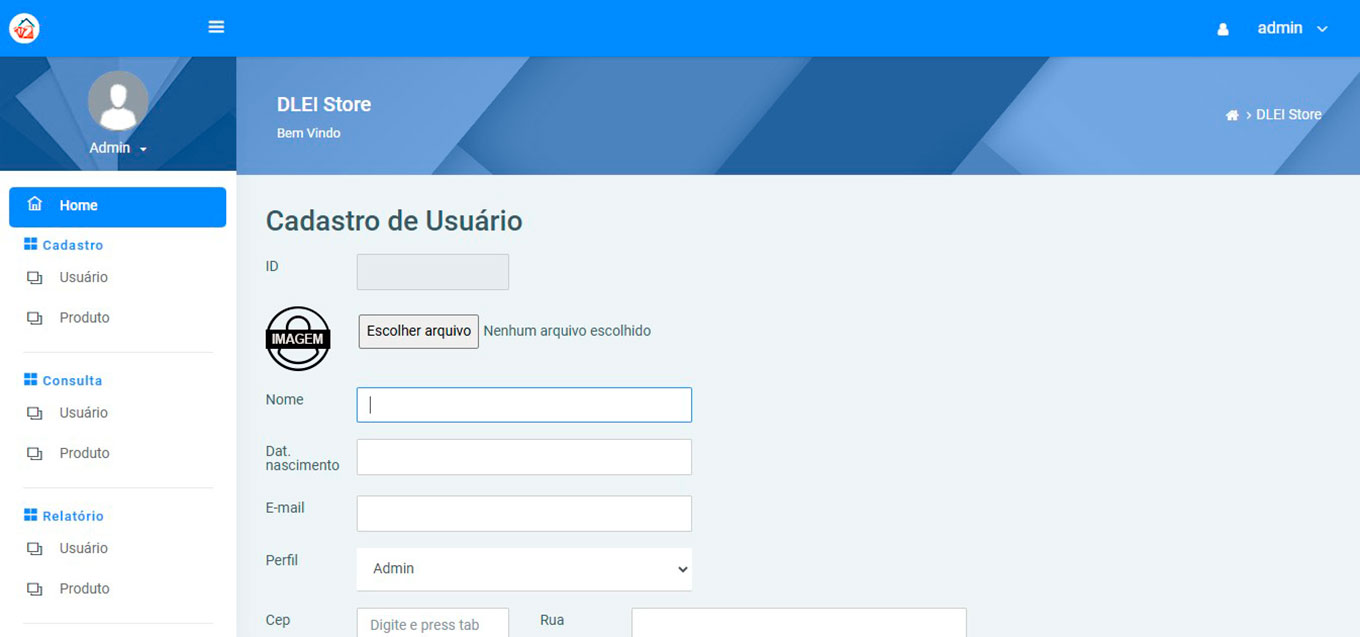 admin
Admin
DLEI Store
Bem Vindo
DLEI Store
Home
Cadastro
Usuário
Produto
Consulta
Usuário
Produto
Relatório
Usuário
Produto
Cadastro de Usuário
ID
IMAGEM
Escolher arquivo Nenhum arquivo escolhido
Nome
Dat.
nascimento
E-mail
Perfil Admin
Cep Digite e press tab Rua